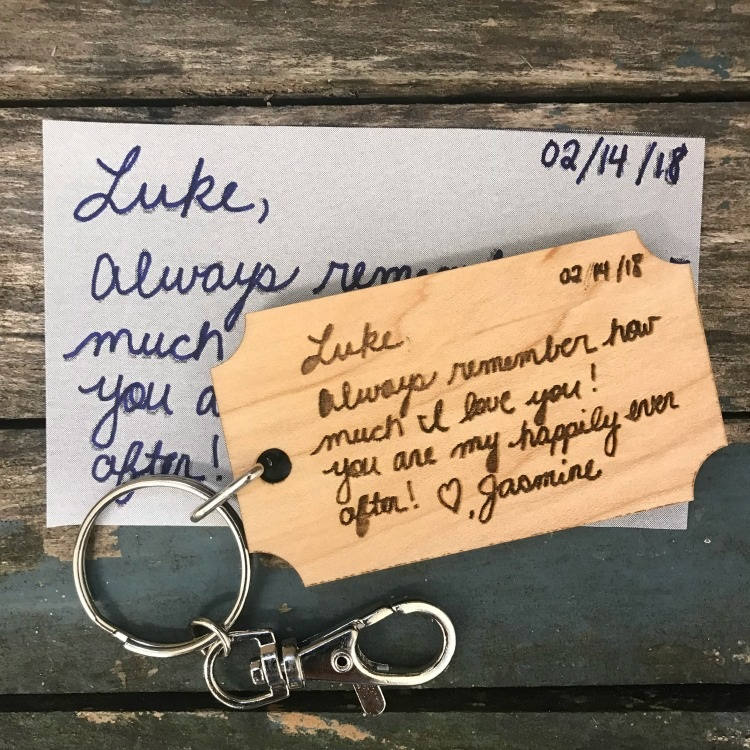 02/14/18
Luke,
Always remem
much
you a
after!
02/14/18
Luke,
Always remember how
much I love you!
you are my happily ever
after! ♡, Jasmine